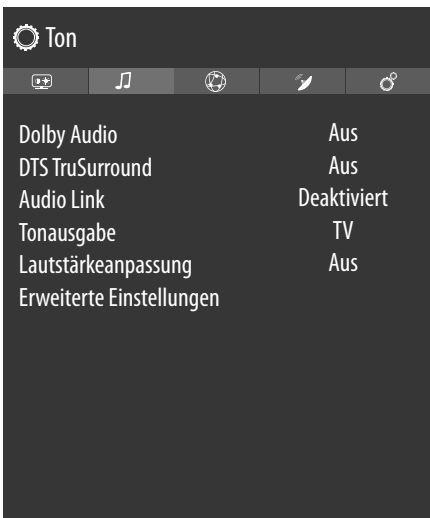 Ton
Dolby Audio Aus
DTS TruSurround Aus
Audio Link Deaktiviert
Tonausgabe TV
Lautstärkeanpassung Aus
Erweiterte Einstellungen